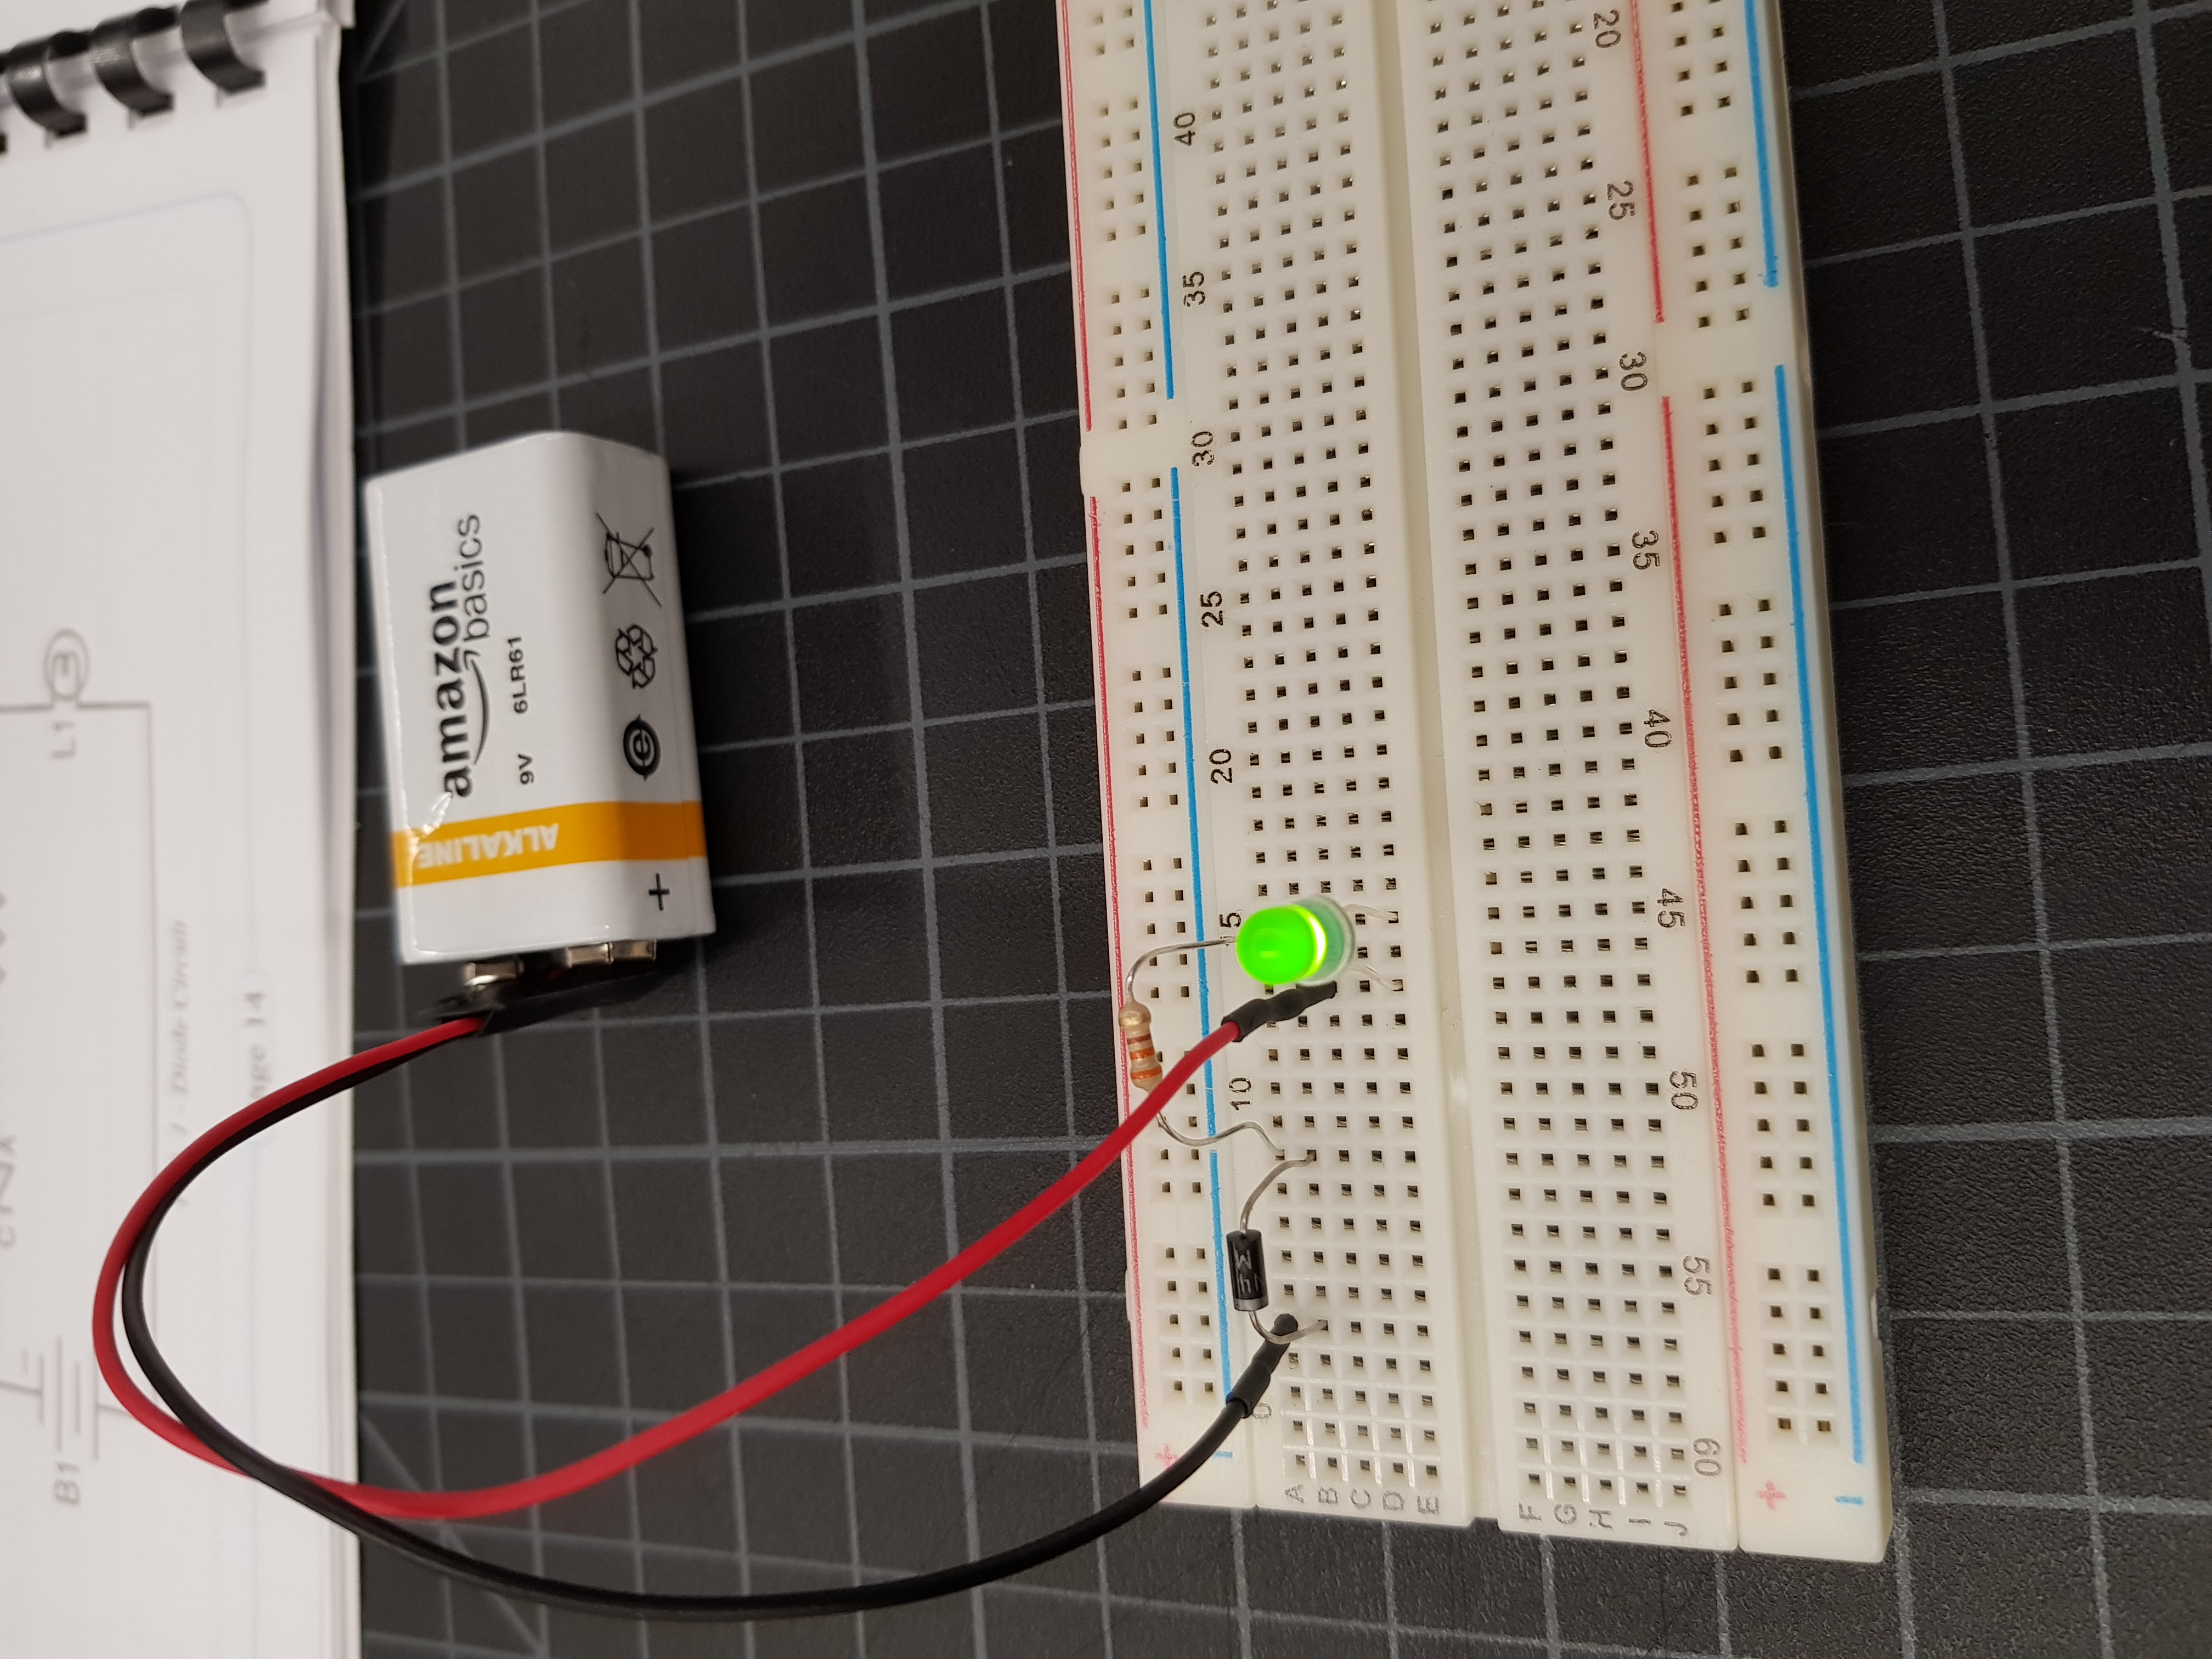 B1
L1
- Diode Circuit
age 14
ALKALINE
amazon
basics
9V 6LR61
+
+
10 15 20 25 30 35 40
A
B
C
D
E
F
G
H
I
J
60 55 50 45 40 35 30 25 20
+